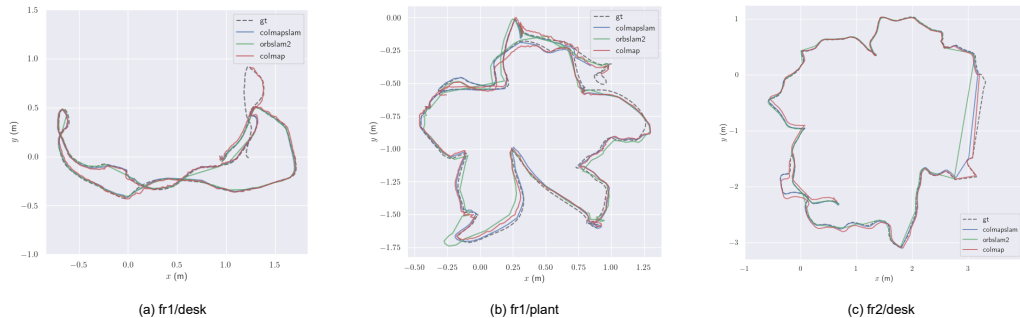 1.5
1.0
0.5
0.0
−0.5
−1.0
y (m)
−0.5
0.0
0.5
1.0
1.5
x (m)
gt
colmapslam
orbslam2
colmap
(a) fr1/desk
0.00
−0.25
−0.50
−0.75
−1.00
−1.25
−1.50
−1.75
y (m)
−0.50
−0.25
0.00
0.25
0.50
0.75
1.00
1.25
x (m)
gt
colmapslam
orbslam2
colmap
(b) fr1/plant
1
0
−1
−2
−3
y (m)
−1
0
1
2
3
x (m)
gt
colmapslam
orbslam2
colmap
(c) fr2/desk